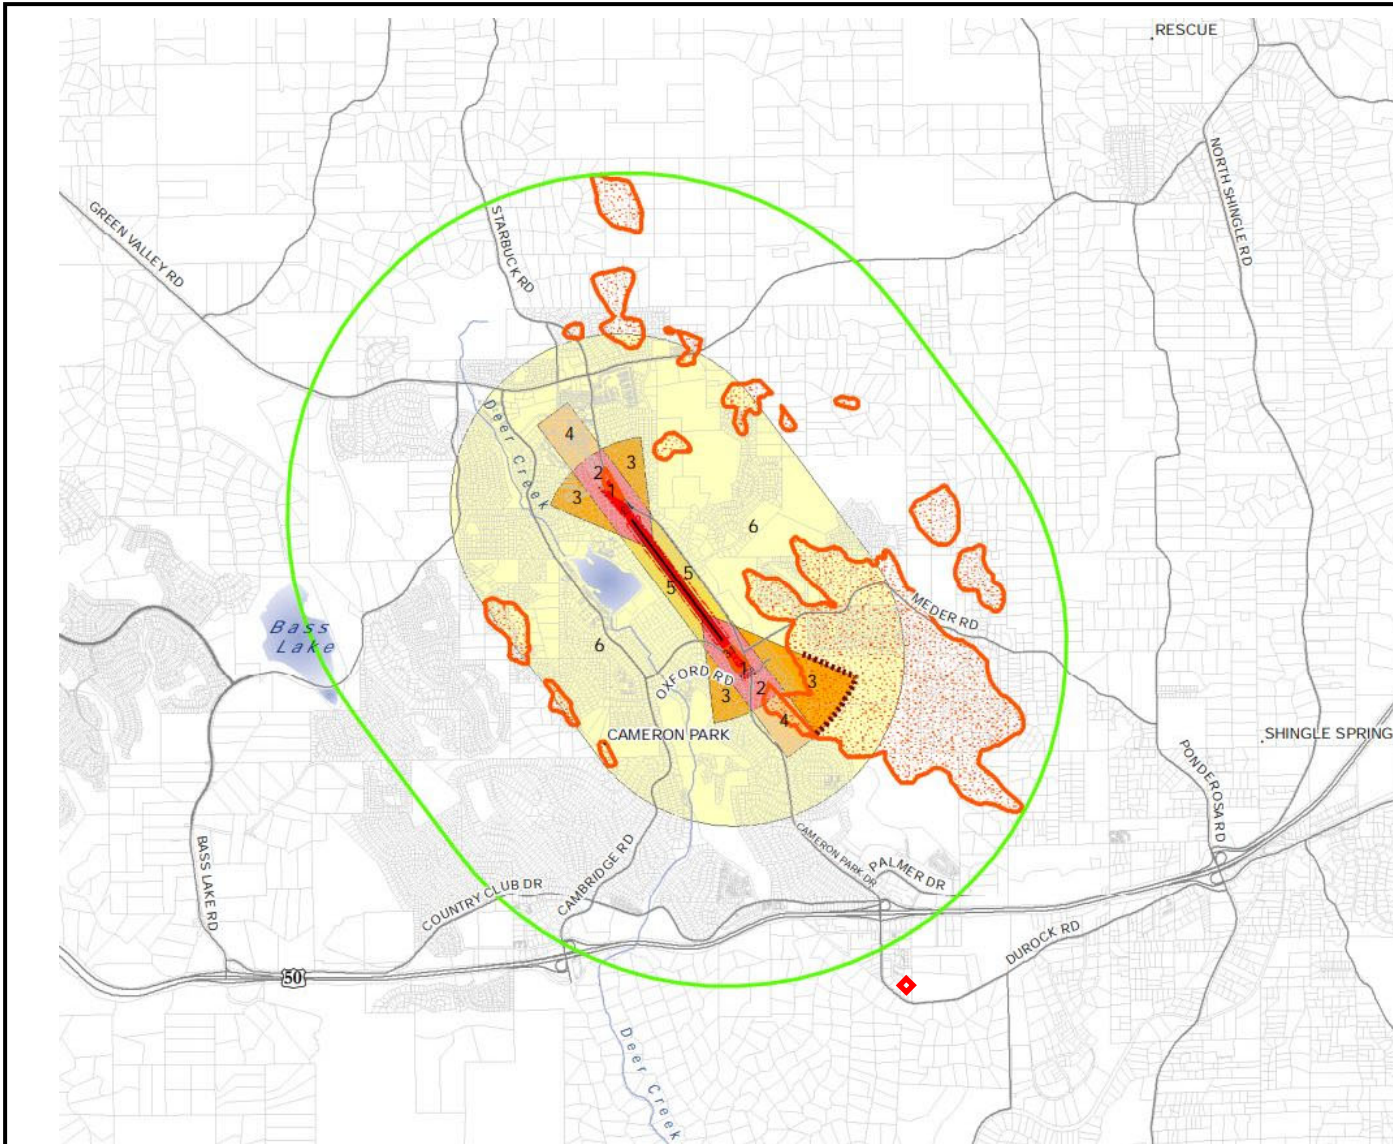 RESCUE
NORTH SHINGLE RD
GREEN VALLEY RD
STARBUCK RD
Deer Creek
4
2
3
3
1
6
5
5
MEDER RD
Bass
Lake
6
OXFORD RD
1
2
3
3
4
CAMERON PARK
SHINGLE SPRING
PONDEROSA RD
BASS LAKE RD
CAMERON PARK DR
PALMER DR
CAMBRIDGE RD
COUNTRY CLUB DR
DUROCK RD
50
Deer Creek